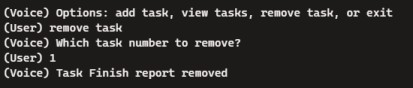 (Voice) Options: add task, view tasks, remove task, or exit
(User) remove task
(Voice) Which task number to remove?
(User) 1
(Voice) Task Finish report removed